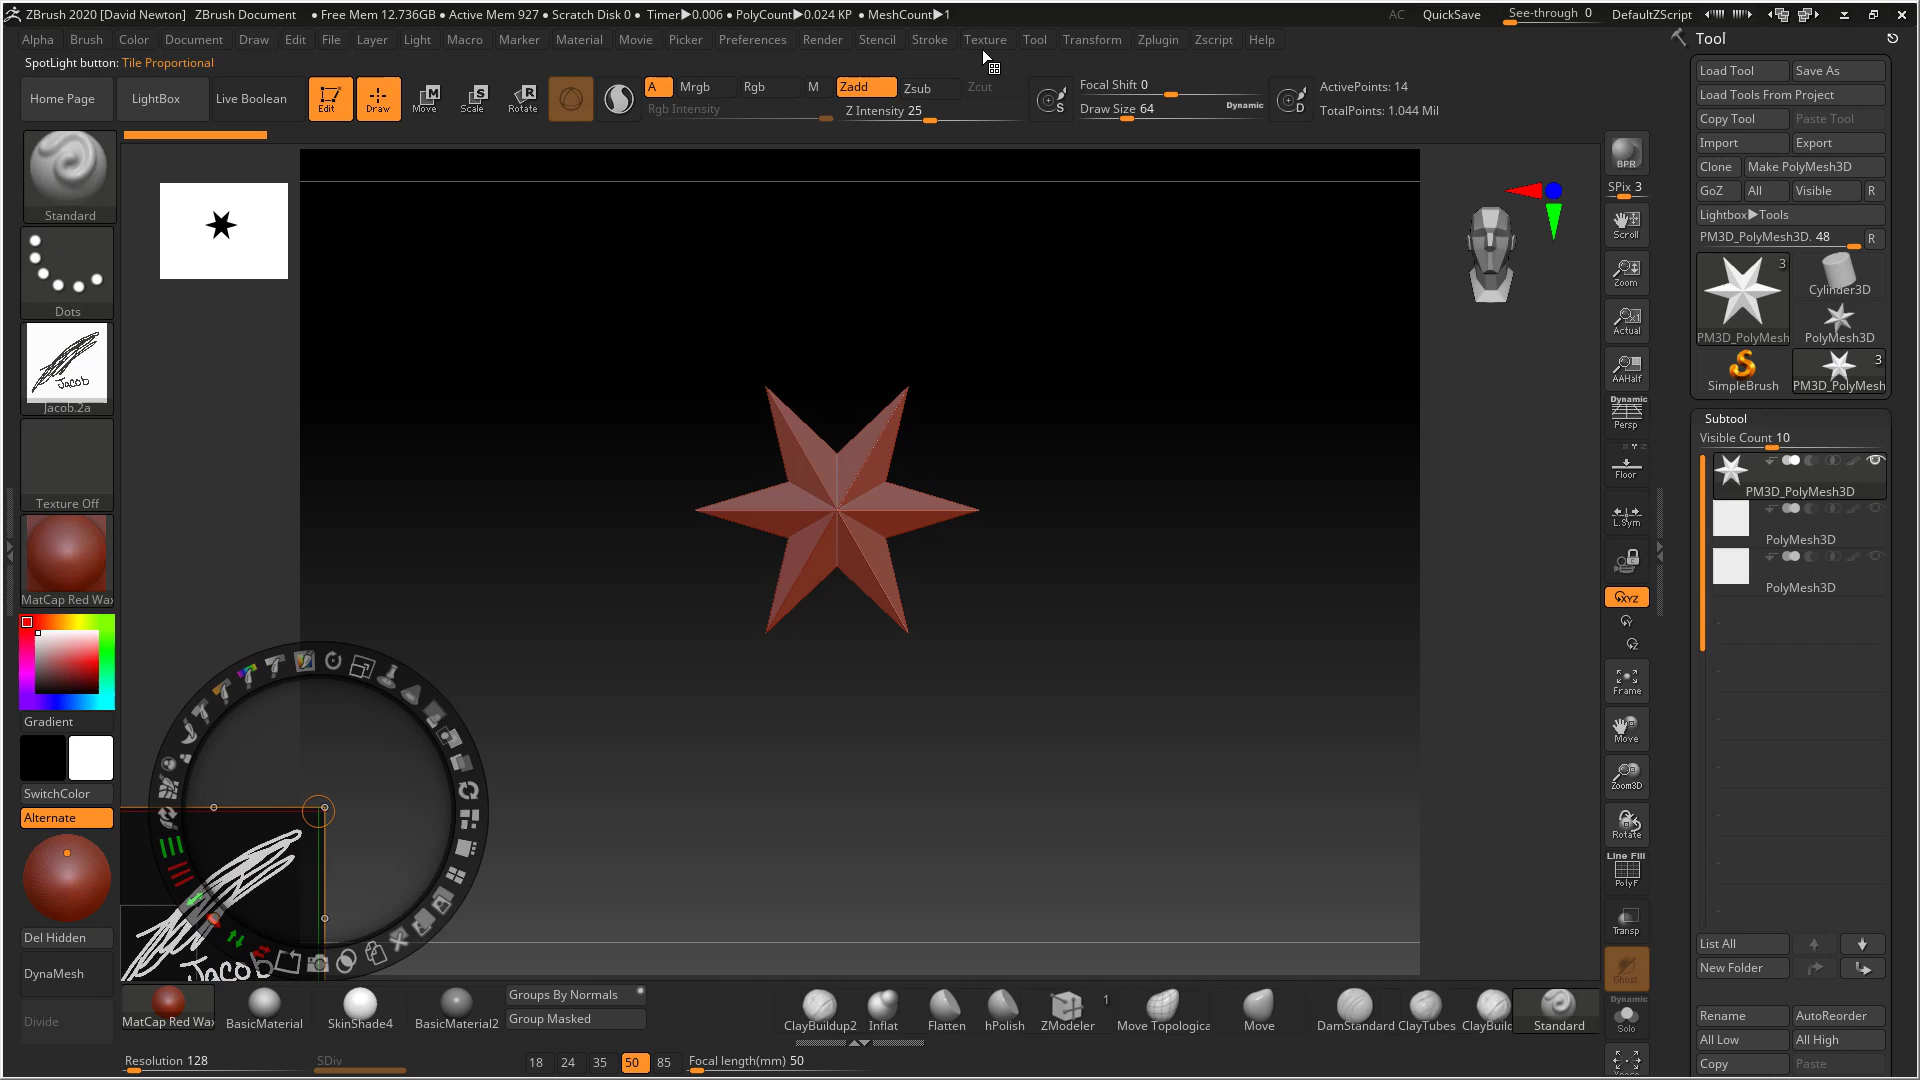 ZBrush 2020 [David Newton] ZBrush Document • Free Mem 12.736GB • Active Mem 927 • Scratch Disk 0 • Timer▶0.006 • PolyCount▶0.024 KP • MeshCount▶1 AC QuickSave See-through 0 DefaultZScript
Alpha Brush Color Document Draw Edit File Layer Light Macro Marker Material Movie Picker Preferences Render Stencil Stroke Texture Tool Transform Zplugin Zscript Help
SpotLight button: Tile Proportional
Home Page LightBox Live Boolean Edit Draw Move Scale Rotate
A Mrgb Rgb M Zadd Zsub Zcut
Rgb Intensity Z Intensity 25
Focal Shift 0
Draw Size 64 Dynamic
S
D
ActivePoints: 14
TotalPoints: 1.044 Mil
Standard
Dots
Jacob
Jacob.2a
Texture Off
MatCap Red Wax
Gradient
SwitchColor
Alternate
Del Hidden
DynaMesh
Divide
Jacob
BPR
SPix 3
Scroll
Zoom
Actual
AAHalf
Dynamic
Persp
Floor
L.Sym
XYZ
Y
Z
Frame
Move
Zoom3D
Rotate
Line Fill
PolyF
Transp
Ghost
Dynamic
Solo
Xpose
Tool
Load Tool Save As
Load Tools From Project
Copy Tool Paste Tool
Import Export
Clone Make PolyMesh3D
GoZ All Visible R
Lightbox▶Tools
PM3D_PolyMesh3D. 48 R
3
PM3D_PolyMesh
Cylinder3D
PolyMesh3D
SimpleBrush
3
PM3D_PolyMesh
Subtool
Visible Count 10
PM3D_PolyMesh3D
PolyMesh3D
PolyMesh3D
List All
New Folder
Rename AutoReorder
All Low All High
Copy Paste
MatCap Red Wax BasicMaterial SkinShade4 BasicMaterial2
Groups By Normals
Group Masked
ClayBuildup2 Inflat Flatten hPolish ZModeler 1 Move Topologica Move DamStandard ClayTubes ClayBuild Standard
Resolution 128 SDiv 18 24 35 50 85 Focal length(mm) 50